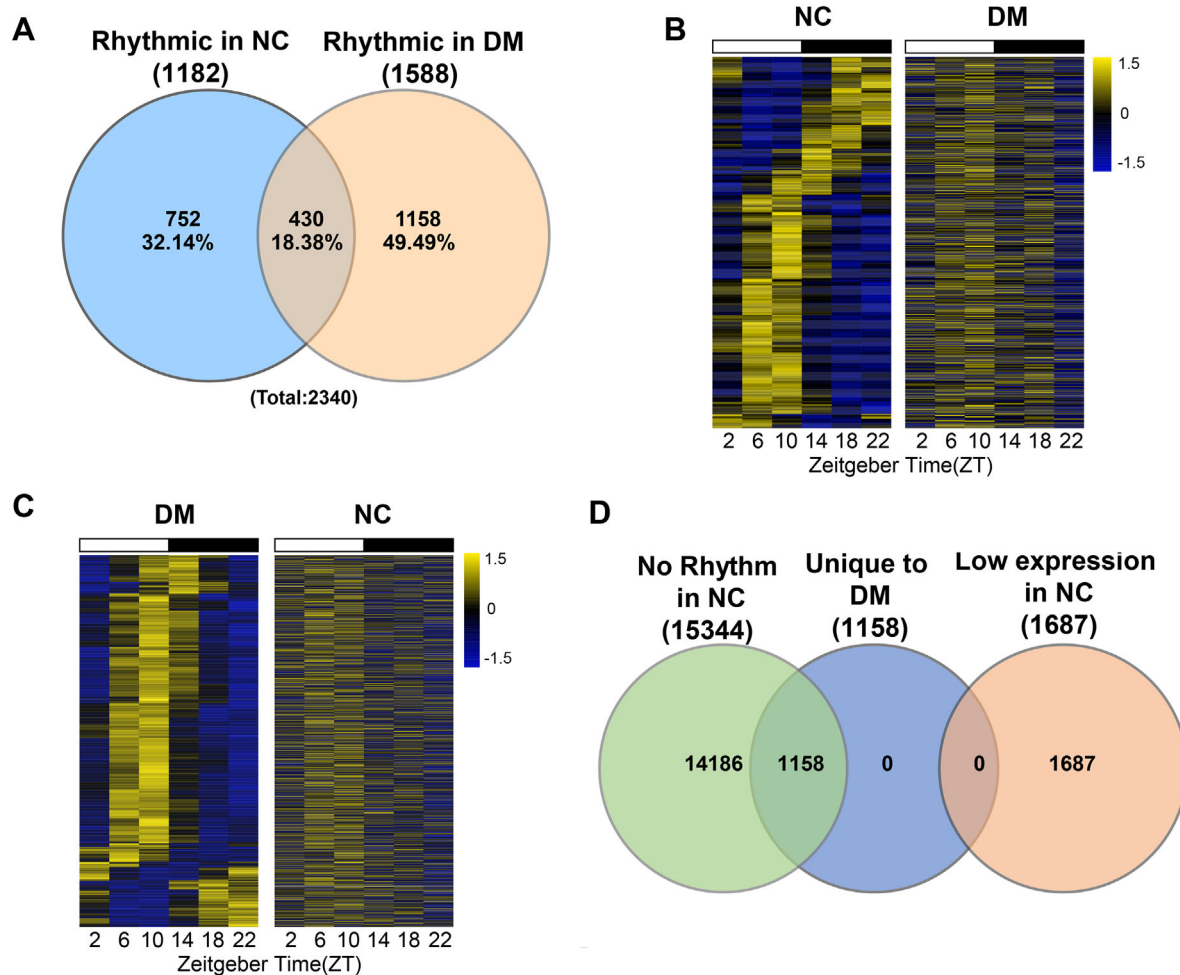 A
Rhythmic in NC
(1182)
Rhythmic in DM
(1588)
752
32.14%
430
18.38%
1158
49.49%
(Total:2340)
B
NC
DM
1.5
0
-1.5
2 6 10 14 18 22
2 6 10 14 18 22
Zeitgeber Time(ZT)
C
DM
NC
1.5
0
-1.5
2 6 10 14 18 22
2 6 10 14 18 22
Zeitgeber Time(ZT)
D
No Rhythm
in NC
(15344)
Unique to
DM
(1158)
Low expression
in NC
(1687)
14186
1158
0
0
1687